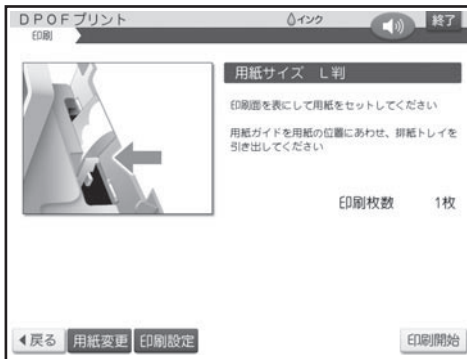 DPOFプリント
インク
終了
印刷
用紙サイズ L判
印刷面を表にして用紙をセットしてください
用紙ガイドを用紙の位置にあわせ、排紙トレイを
引き出してください
印刷枚数 1枚
◀戻る 用紙変更 印刷設定 印刷開始